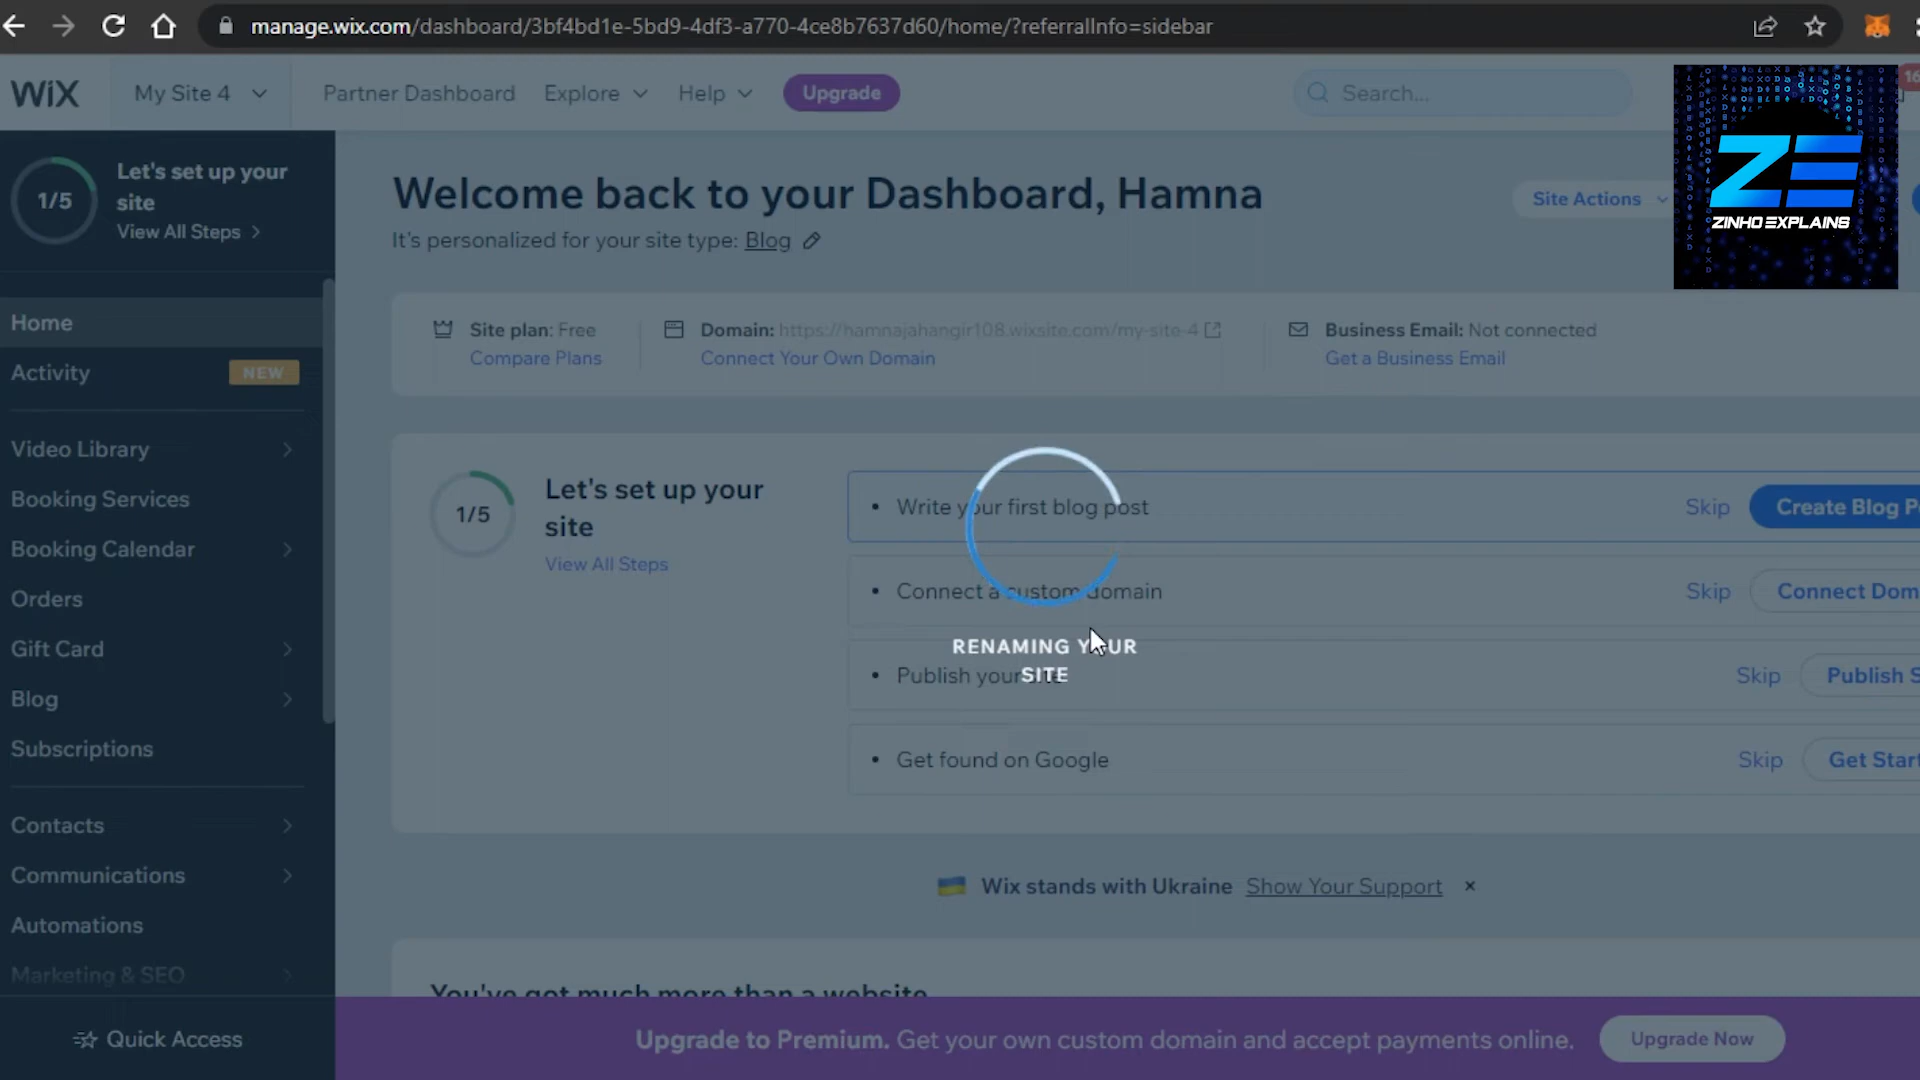 manage.wix.com/dashboard/3bf4bd1e-5bd9-4df3-a770-4ce8b7637d60/home/?referralInfo=sidebar
WiX
My Site 4
Partner Dashboard
Explore
Help
Upgrade
Search...
16
ZE
ZINHO EXPLAINS
1/5
Let's set up your
site
View All Steps
Home
Activity
NEW
Video Library
Booking Services
Booking Calendar
Orders
Gift Card
Blog
Subscriptions
Contacts
Communications
Automations
Marketing & SEO
Quick Access
Welcome back to your Dashboard, Hamna
It's personalized for your site type: Blog
Site Actions
Site plan: Free
Compare Plans
Domain: https://hamnajahangir108.wixsite.com/my-site-4
Connect Your Own Domain
Business Email: Not connected
Get a Business Email
1/5
Let's set up your
site
View All Steps
• Write your first blog post
Skip
Create Blog P
• Connect a custom domain
Skip
Connect Dom
RENAMING YOUR
SITE
• Publish your site
Skip
Publish S
• Get found on Google
Skip
Get Start
Wix stands with Ukraine Show Your Support
You've got much more than a website
Upgrade to Premium. Get your own custom domain and accept payments online.
Upgrade Now